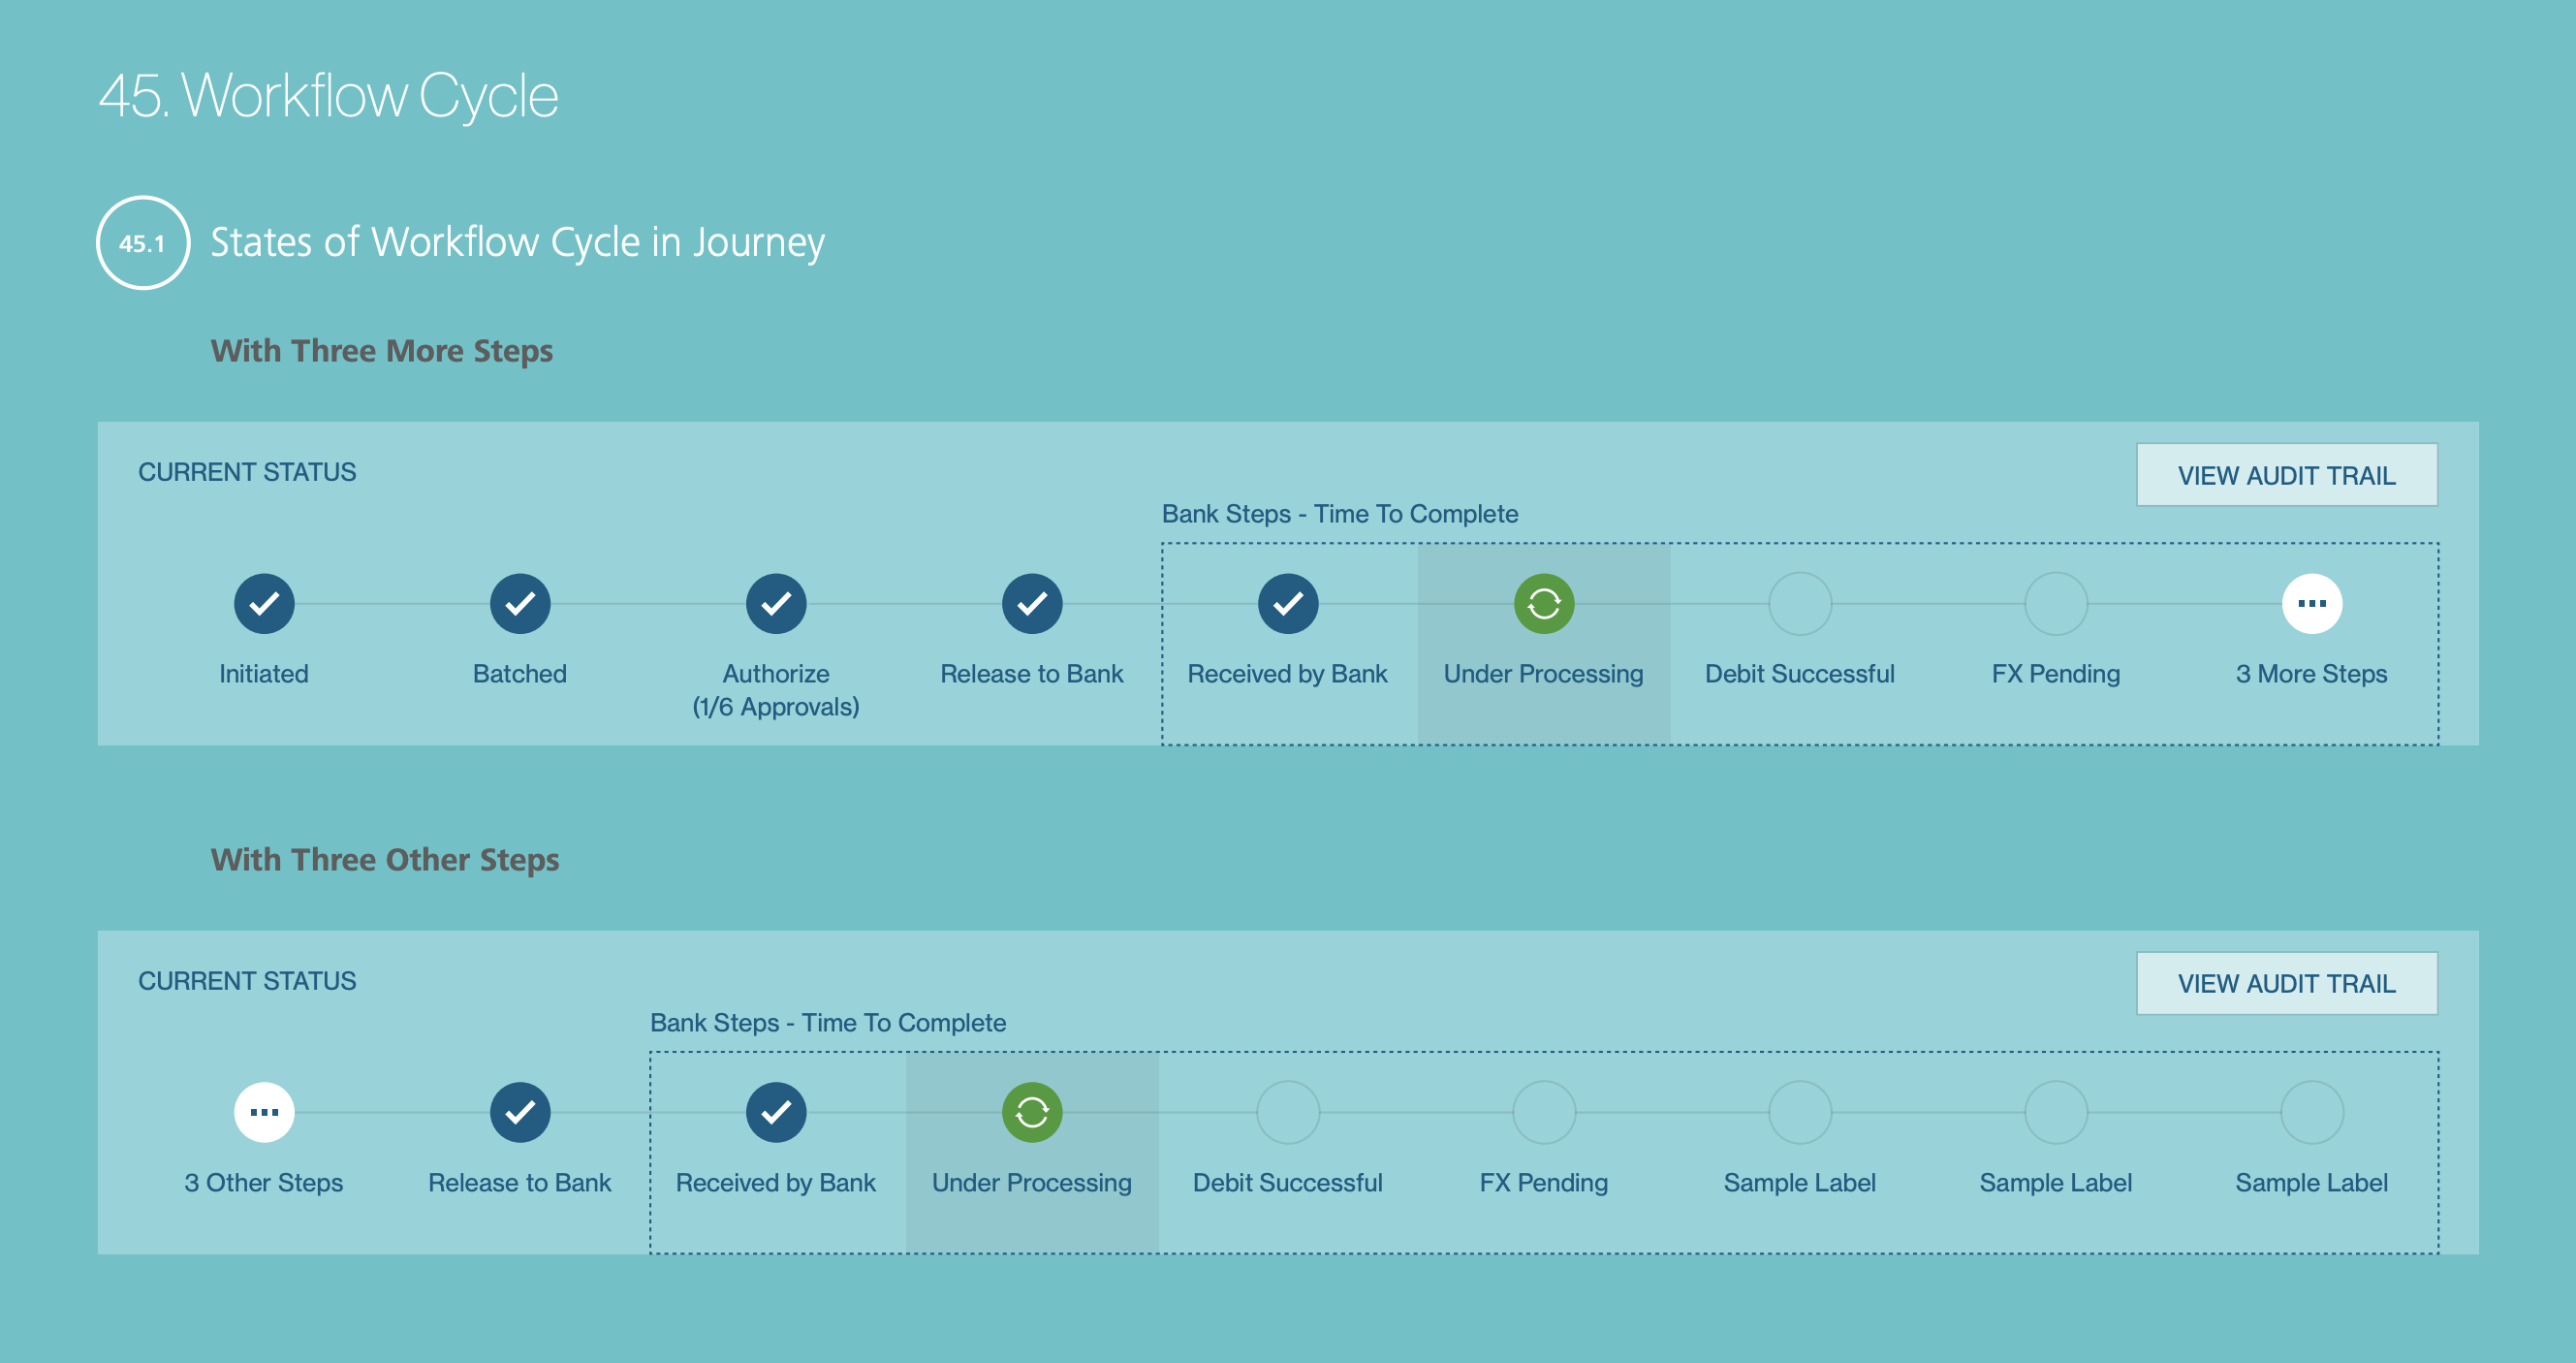 45. Workflow Cycle
45.1
States of Workflow Cycle in Journey
With Three More Steps
CURRENT STATUS
VIEW AUDIT TRAIL
Bank Steps - Time To Complete
Initiated
Batched
Authorize
(1/6 Approvals)
Release to Bank
Received by Bank
Under Processing
Debit Successful
FX Pending
3 More Steps
With Three Other Steps
CURRENT STATUS
VIEW AUDIT TRAIL
Bank Steps - Time To Complete
3 Other Steps
Release to Bank
Received by Bank
Under Processing
Debit Successful
FX Pending
Sample Label
Sample Label
Sample Label